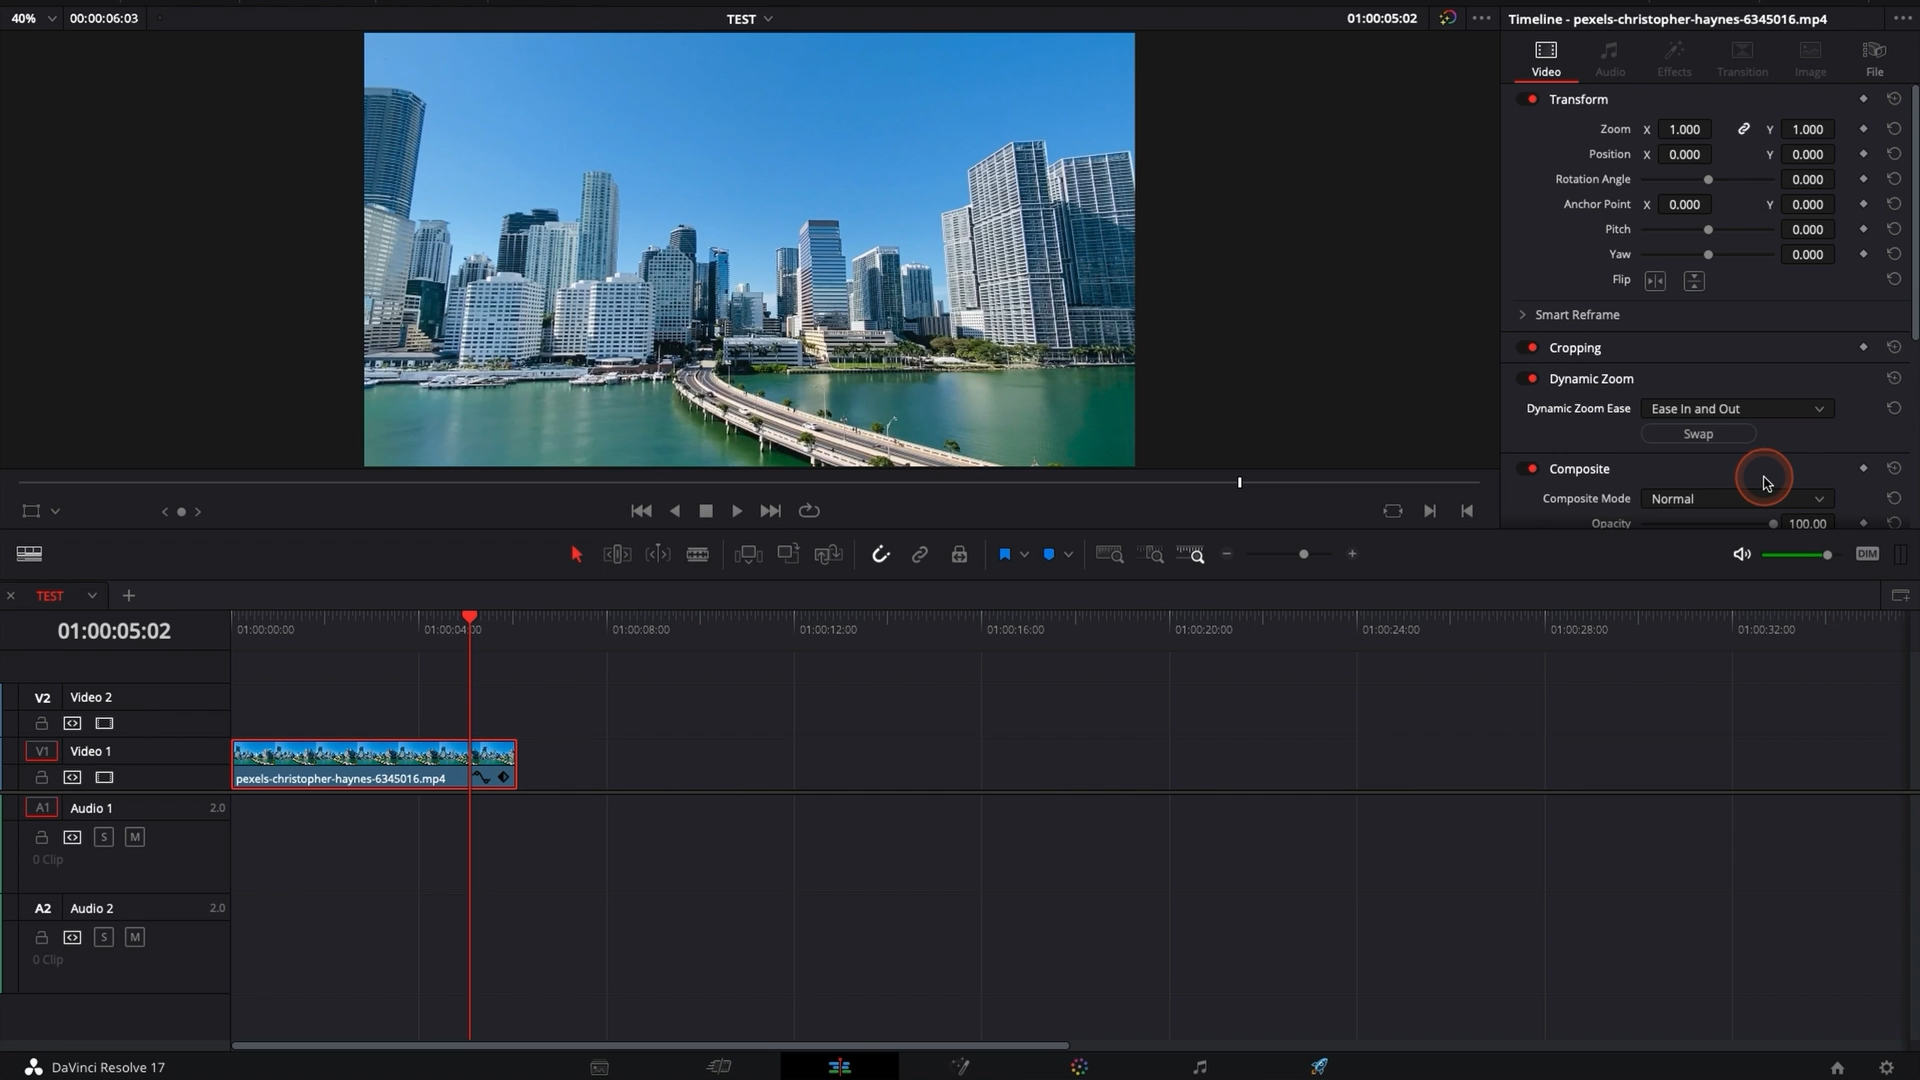 40%
00:00:06:03
TEST
01:00:05:02
Timeline - pexels-christopher-haynes-6345016.mp4
Video
Audio
Effects
Transition
Image
File
Transform
Zoom X 1.000 Y 1.000
Position X 0.000 Y 0.000
Rotation Angle 0.000
Anchor Point X 0.000 Y 0.000
Pitch 0.000
Yaw 0.000
Flip
Smart Reframe
Cropping
Dynamic Zoom
Dynamic Zoom Ease Ease In and Out
Swap
Composite
Composite Mode Normal
Opacity 100.00
DIM
TEST
01:00:05:02
01:00:00:00
01:00:04:00
01:00:08:00
01:00:12:00
01:00:16:00
01:00:20:00
01:00:24:00
01:00:28:00
01:00:32:00
V2 Video 2
V1 Video 1
pexels-christopher-haynes-6345016.mp4
A1 Audio 1 2.0
S M
0 Clip
A2 Audio 2 2.0
S M
0 Clip
DaVinci Resolve 17